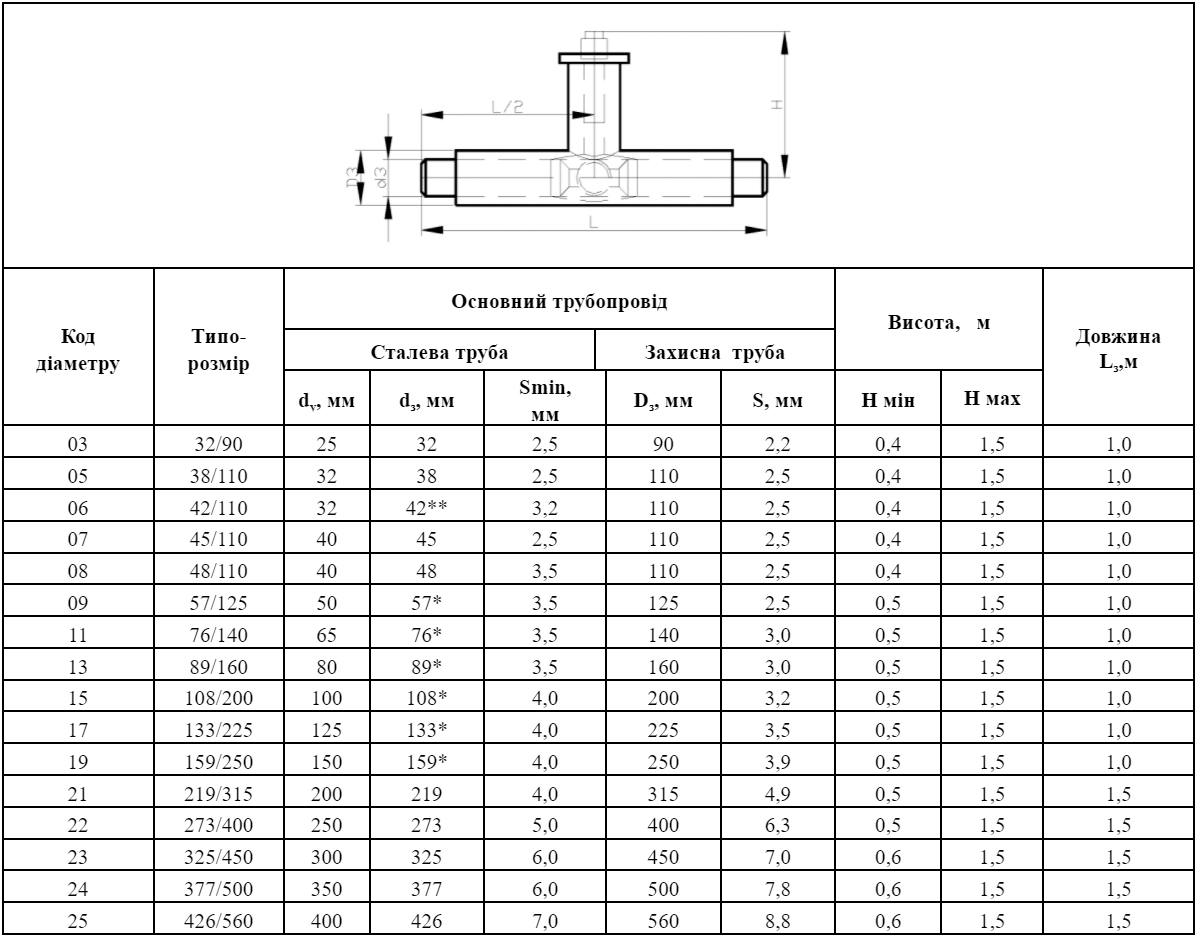 H
L/2
D3
d3
L
Основний трубопровід
Код діаметру
Типо-розмір
Висота, м
Довжина Lз,м
Сталева труба
Захисна труба
dv, мм
dз, мм
Smin, мм
Dз, мм
S, мм
H мін
H мах
03 32/90 25 32 2,5 90 2,2 0,4 1,5 1,0
05 38/110 32 38 2,5 110 2,5 0,4 1,5 1,0
06 42/110 32 42** 3,2 110 2,5 0,4 1,5 1,0
07 45/110 40 45 2,5 110 2,5 0,4 1,5 1,0
08 48/110 40 48 3,5 110 2,5 0,4 1,5 1,0
09 57/125 50 57* 3,5 125 2,5 0,5 1,5 1,0
11 76/140 65 76* 3,5 140 3,0 0,5 1,5 1,0
13 89/160 80 89* 3,5 160 3,0 0,5 1,5 1,0
15 108/200 100 108* 4,0 200 3,2 0,5 1,5 1,0
17 133/225 125 133* 4,0 225 3,5 0,5 1,5 1,0
19 159/250 150 159* 4,0 250 3,9 0,5 1,5 1,0
21 219/315 200 219 4,0 315 4,9 0,5 1,5 1,5
22 273/400 250 273 5,0 400 6,3 0,5 1,5 1,5
23 325/450 300 325 6,0 450 7,0 0,6 1,5 1,5
24 377/500 350 377 6,0 500 7,8 0,6 1,5 1,5
25 426/560 400 426 7,0 560 8,8 0,6 1,5 1,5